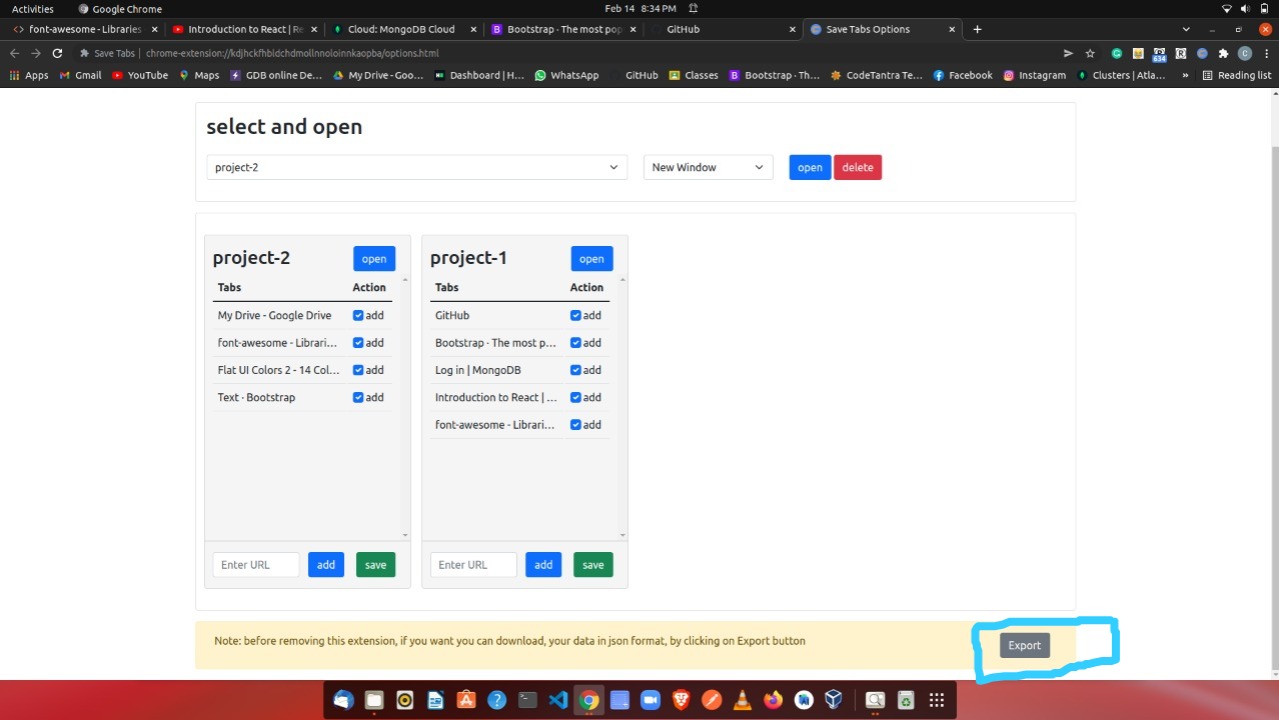 Activities Google Chrome Feb 14 8:34 PM
font-awesome - Libraries Introduction to React | Re Cloud: MongoDB Cloud Bootstrap · The most pop GitHub Save Tabs Options
Save Tabs | chrome-extension://kdjhckfhbldchdmollnnoloinnkaopba/options.html
634
Apps Gmail YouTube Maps GDB online De... My Drive - Goo... Dashboard | H... WhatsApp GitHub Classes Bootstrap · Th... CodeTantra Te... Facebook Instagram Clusters | Atla... » Reading list
select and open
project-2 New Window open delete
project-2 open
Tabs Action
My Drive - Google Drive add
font-awesome - Librari... add
Flat UI Colors 2 - 14 Col... add
Text · Bootstrap add
Enter URL add save
project-1 open
Tabs Action
GitHub add
Bootstrap · The most p... add
Log in | MongoDB add
Introduction to React | ... add
font-awesome - Librari... add
Enter URL add save
Note: before removing this extension, if you want you can download, your data in json format, by clicking on Export button
Export